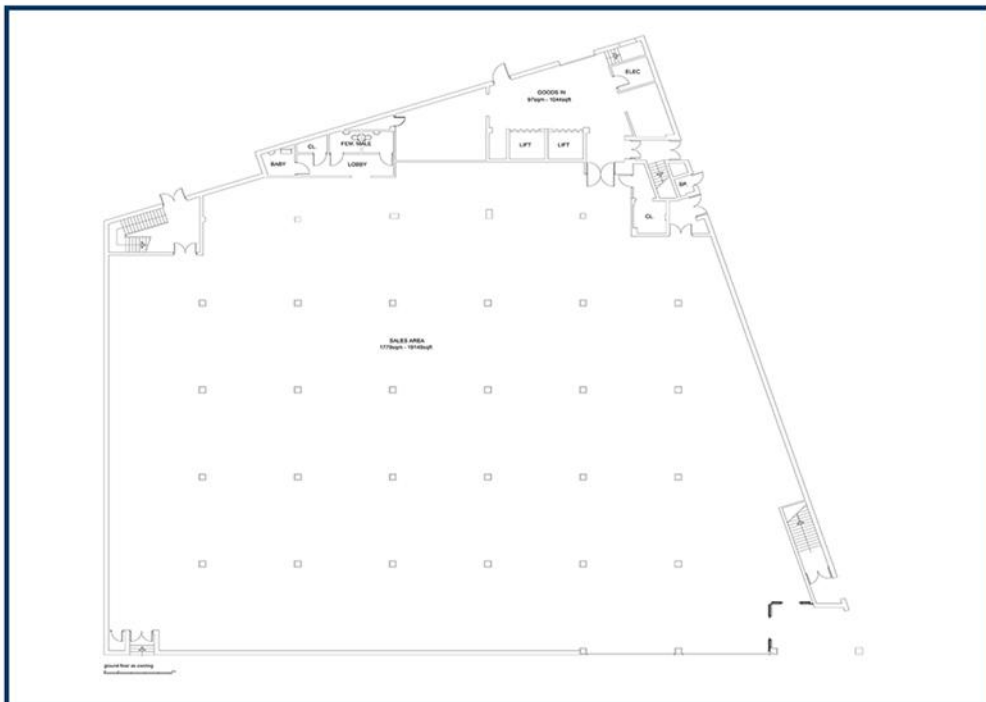 ELEC
GOODS IN
97sqm - 1044sqft
LIFT
LIFT
CL.
FEM. MALE
BABY
LOBBY
SP.
CL.
SALES AREA
1779sqm - 19149sqft
ground floor as existing